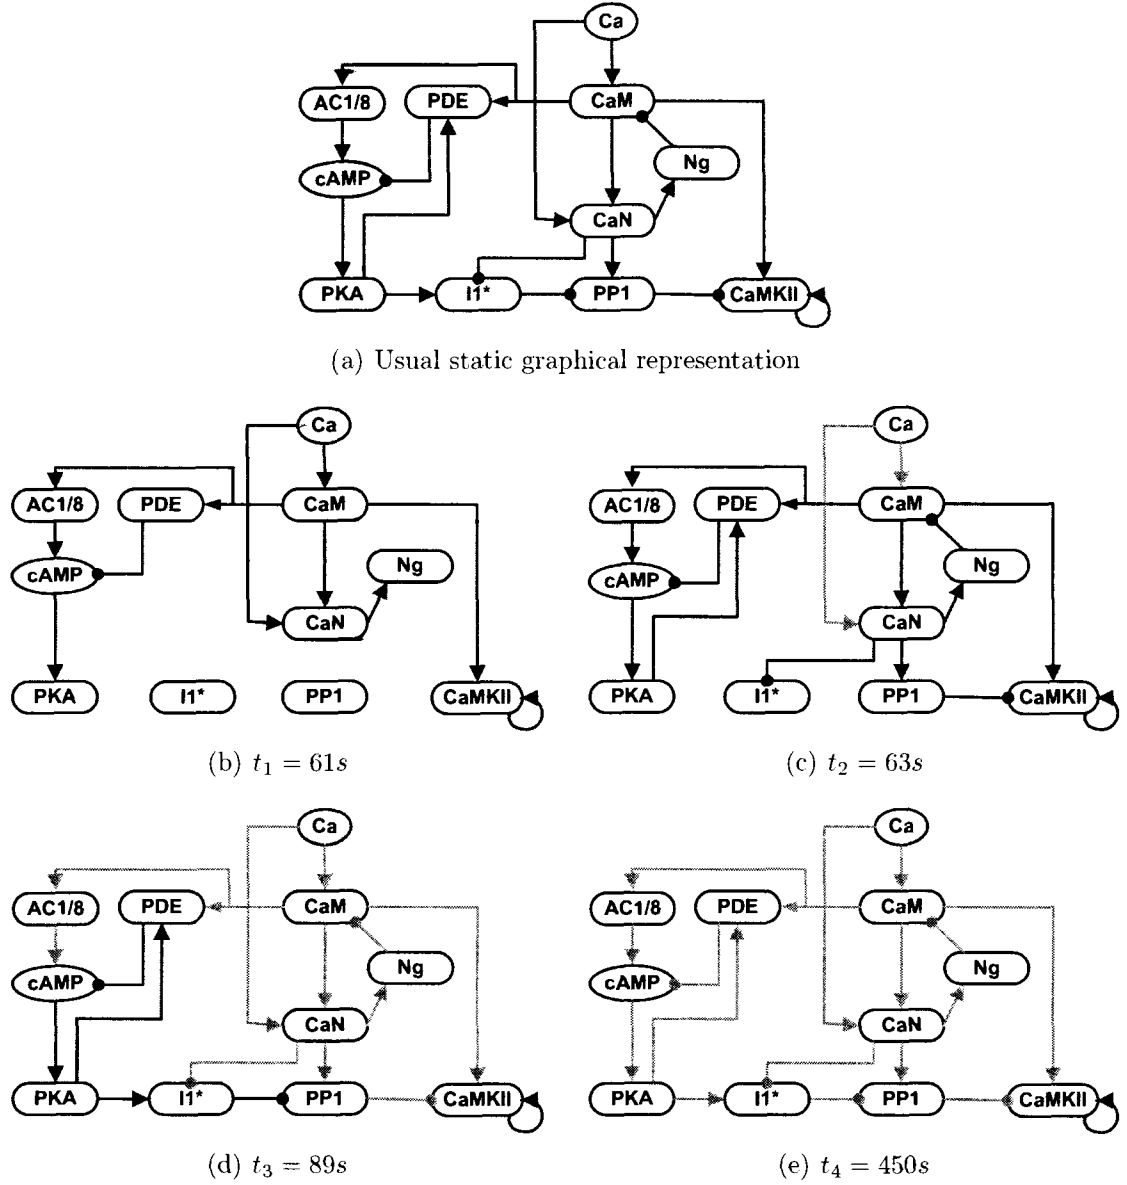 Ca
AC1/8 PDE CaM
Ng
cAMP
CaN
PKA I1* PP1 CaMKII
(a) Usual static graphical representation
Ca
AC1/8 PDE CaM
Ng
cAMP
CaN
PKA I1* PP1 CaMKII
(b) t₁ = 61s
Ca
AC1/8 PDE CaM
Ng
cAMP
CaN
PKA I1* PP1 CaMKII
(c) t₂ = 63s
Ca
AC1/8 PDE CaM
Ng
cAMP
CaN
PKA I1* PP1 CaMKII
(d) t₃ = 89s
Ca
AC1/8 PDE CaM
Ng
cAMP
CaN
PKA I1* PP1 CaMKII
(e) t₄ = 450s